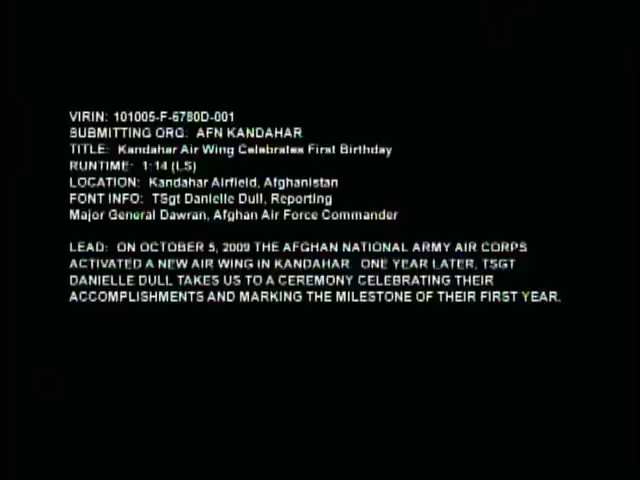 VIRIN: 101005-F-6780D-001
SUBMITTING ORG: AFN KANDAHAR
TITLE: Kandahar Air Wing Celebrates First Birthday
RUNTIME: 1:14 (LS)
LOCATION: Kandahar Airfield, Afghanistan
FONT INFO: TSgt Danielle Dull, Reporting
Major General Dawran, Afghan Air Force Commander
LEAD: ON OCTOBER 5, 2009 THE AFGHAN NATIONAL ARMY AIR CORPS
ACTIVATED A NEW AIR WING IN KANDAHAR. ONE YEAR LATER, TSGT
DANIELLE DULL TAKES US TO A CEREMONY CELEBRATING THEIR
ACCOMPLISHMENTS AND MARKING THE MILESTONE OF THEIR FIRST YEAR.